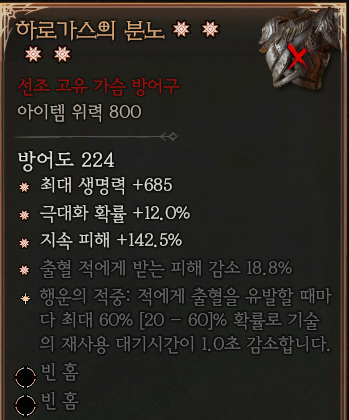 하로가스의 분노
선조 고유 가슴 방어구
아이템 위력 800
방어도 224
최대 생명력 +685
극대화 확률 +12.0%
지속 피해 +142.5%
출혈 적에게 받는 피해 감소 18.8%
행운의 적중: 적에게 출혈을 유발할 때마
다 최대 60% [20 - 60]% 확률로 기술
의 재사용 대기시간이 1.0초 감소합니다.
빈 홈
빈 홈